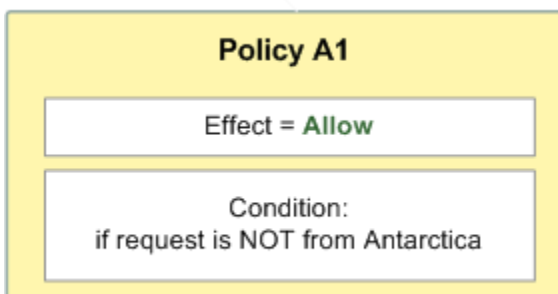 Policy A1
Effect = Allow
Condition:
if request is NOT from Antarctica